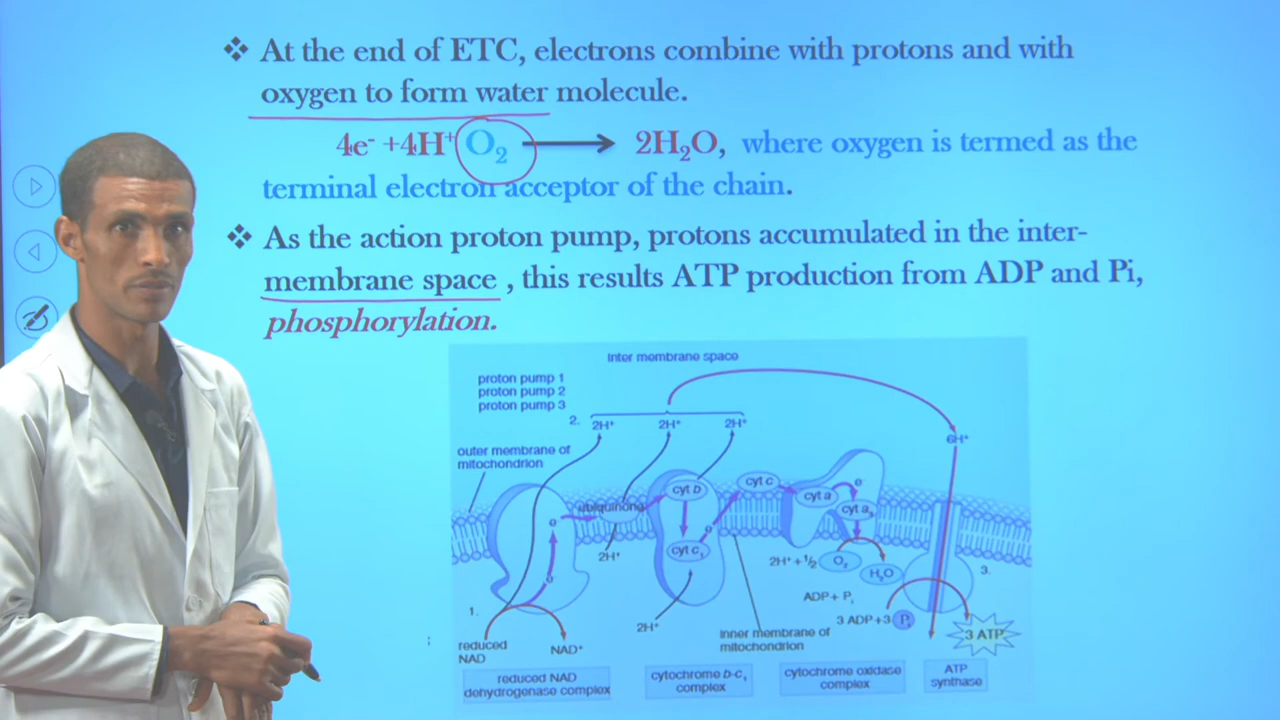 ❖ At the end of ETC, electrons combine with protons and with
oxygen to form water molecule.
4e⁻ +4H⁺ O₂ → 2H₂O, where oxygen is termed as the
terminal electron acceptor of the chain.
❖ As the action proton pump, protons accumulated in the inter-
membrane space , this results ATP production from ADP and Pi,
phosphorylation.
Inter membrane space
proton pump 1
proton pump 2
proton pump 3
2.
2H⁺
2H⁺
2H⁺
6H⁺
outer membrane of
mitochondrion
ubiquinone
cyt b
cyt c
cyt a
e⁻
cyt a₃
e⁻
e⁻
e⁻
cyt c₁
2H⁺
2H⁺ + ½
O₂
H₂O
3.
ADP + Pᵢ
1.
2H⁺
3 ADP+3
Pᵢ
3 ATP
reduced
NAD
NAD⁺
inner membrane of
mitochondrion
reduced NAD
dehydrogenase complex
cytochrome b-c₁
complex
cytochrome oxidase
complex
ATP
synthase